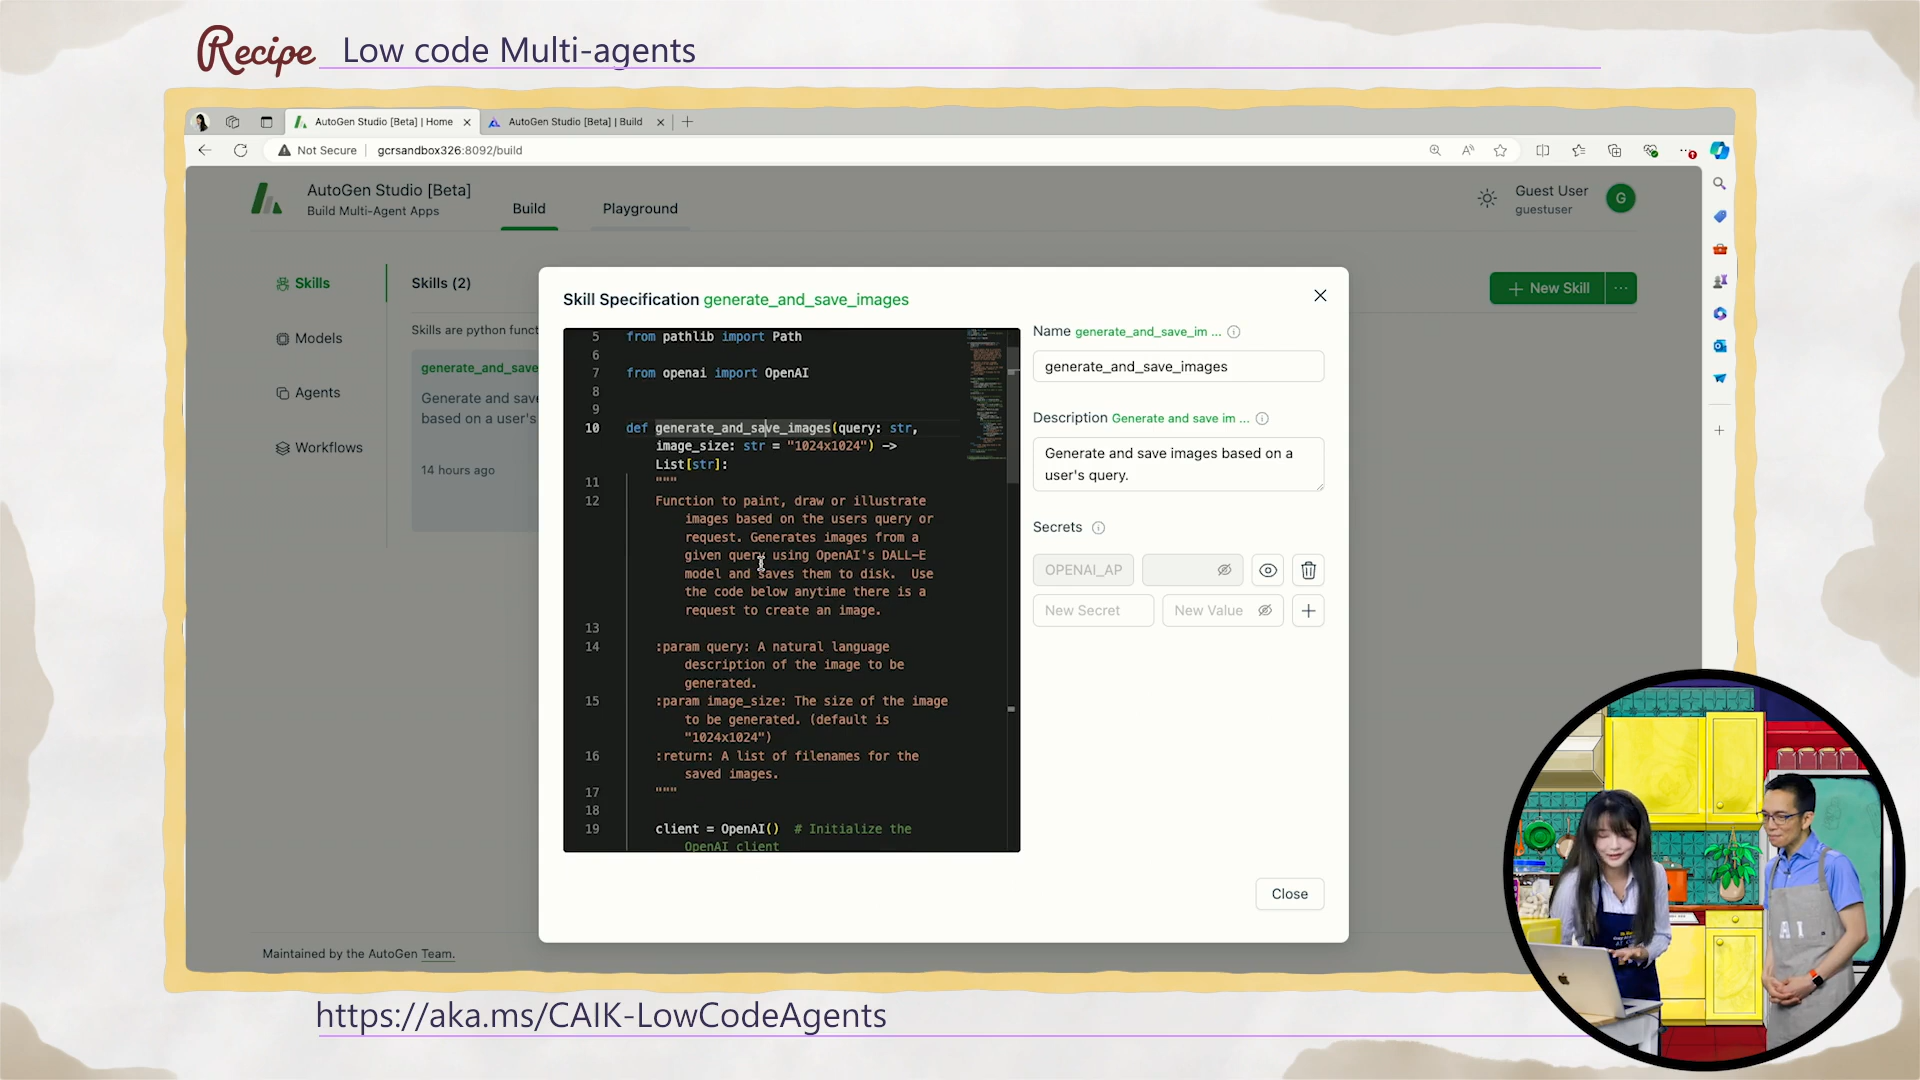 Recipe Low code Multi-agents
AutoGen Studio [Beta] | Home
AutoGen Studio [Beta] | Build
Not Secure | gcrsandbox326:8092/build
AutoGen Studio [Beta]
Build Multi-Agent Apps
Build
Playground
Guest User
guestuser
G
Skills
Models
Agents
Workflows
Skills (2)
+ New Skill ...
Skills are python funct
generate_and_save
Generate and save
based on a user's
14 hours ago
Skill Specification generate_and_save_images
5 from pathlib import Path
6
7 from openai import OpenAI
8
9
10 def generate_and_save_images(query: str,
image_size: str = "1024x1024") ->
List[str]:
11 """
12 Function to paint, draw or illustrate
images based on the users query or
request. Generates images from a
given query using OpenAI's DALL-E
model and saves them to disk. Use
the code below anytime there is a
request to create an image.
13
14 :param query: A natural language
description of the image to be
generated.
15 :param image_size: The size of the image
to be generated. (default is
"1024x1024")
16 :return: A list of filenames for the
saved images.
17 """
18
19 client = OpenAI() # Initialize the
OpenAI client
Name generate_and_save_im ...
generate_and_save_images
Description Generate and save im ...
Generate and save images based on a
user's query.
Secrets
OPENAI_AP
New Secret
New Value
Close
Maintained by the AutoGen Team.
AI
https://aka.ms/CAIK-LowCodeAgents